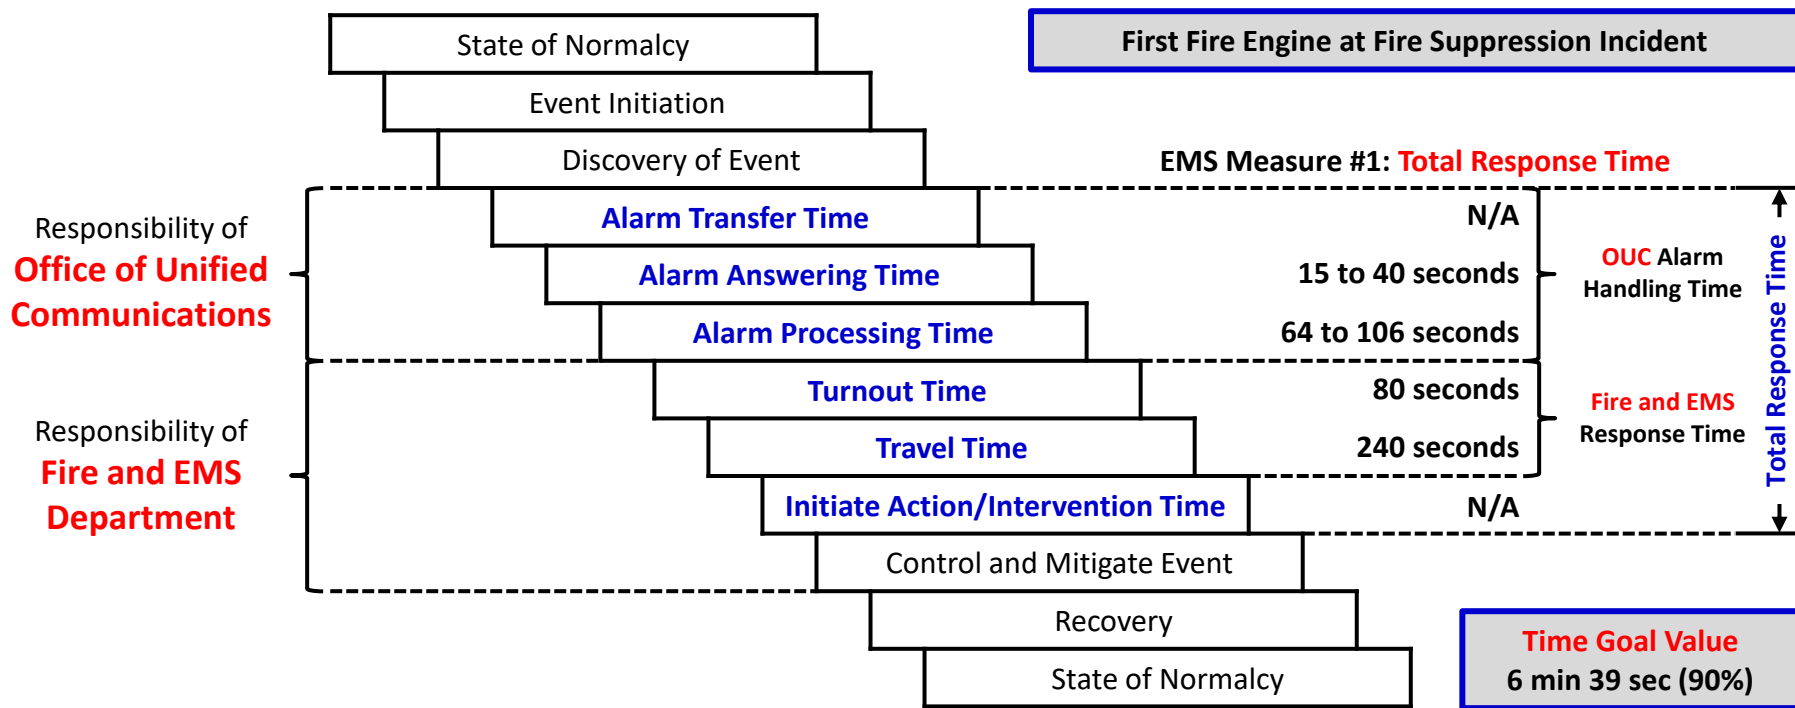 State of Normalcy
First Fire Engine at Fire Suppression Incident
Event Initiation
Discovery of Event
EMS Measure #1: Total Response Time
Responsibility of
Office of Unified
Communications
Alarm Transfer Time
N/A
Alarm Answering Time
15 to 40 seconds
Alarm Processing Time
64 to 106 seconds
OUC Alarm
Handling Time
Total Response Time
Responsibility of
Fire and EMS
Department
Turnout Time
80 seconds
Travel Time
240 seconds
Fire and EMS
Response Time
Initiate Action/Intervention Time
N/A
Control and Mitigate Event
Recovery
State of Normalcy
Time Goal Value
6 min 39 sec (90%)